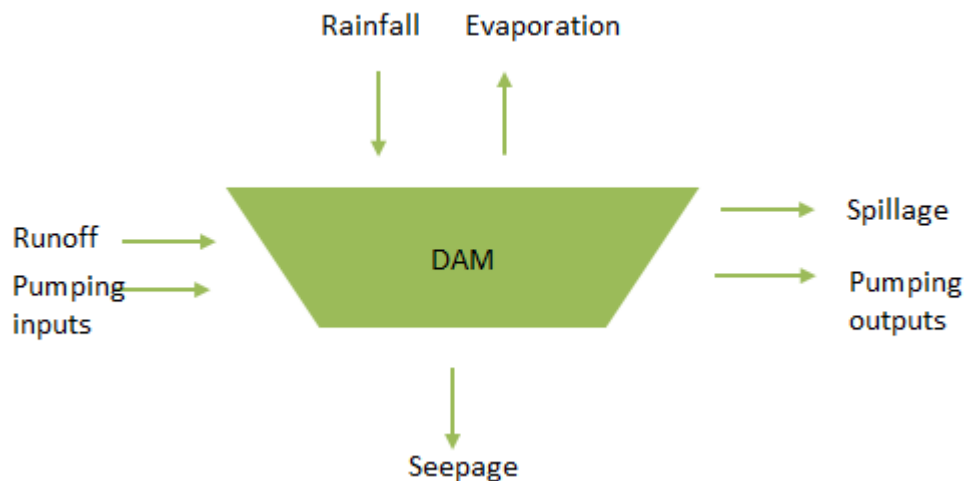 Rainfall
Evaporation
Runoff
Pumping
inputs
DAM
Spillage
Pumping
outputs
Seepage